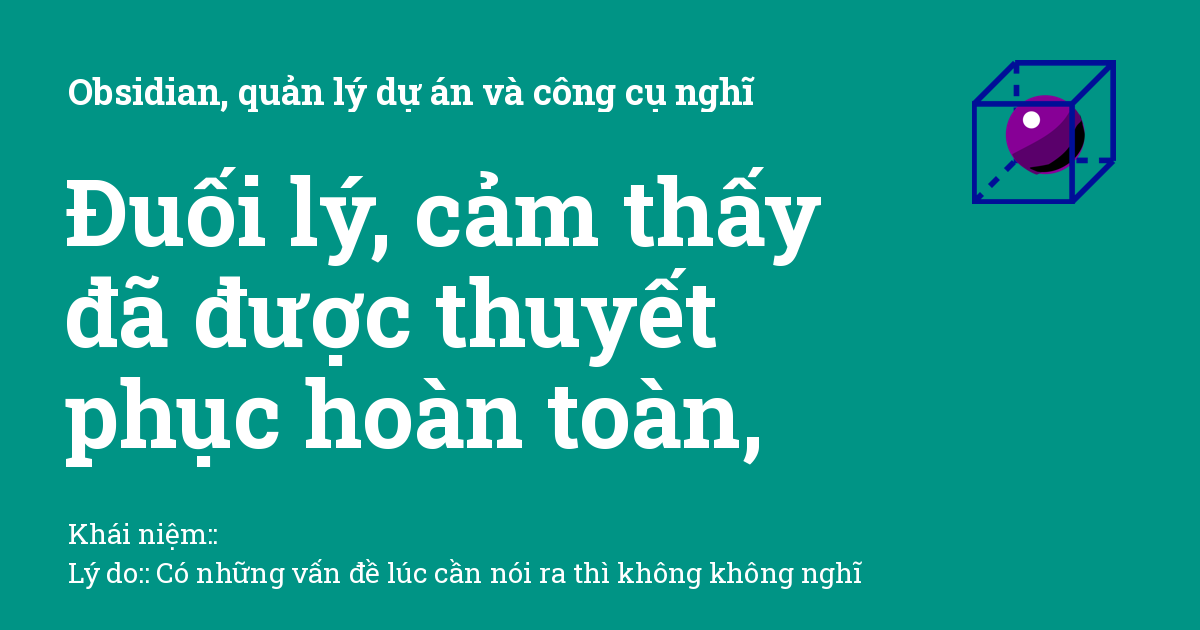 Obsidian, quản lý dự án và công cụ nghĩ
Đuối lý, cảm thấy
đã được thuyết
phục hoàn toàn,
Khái niệm::
Lý do:: Có những vấn đề lúc cần nói ra thì không không nghĩ